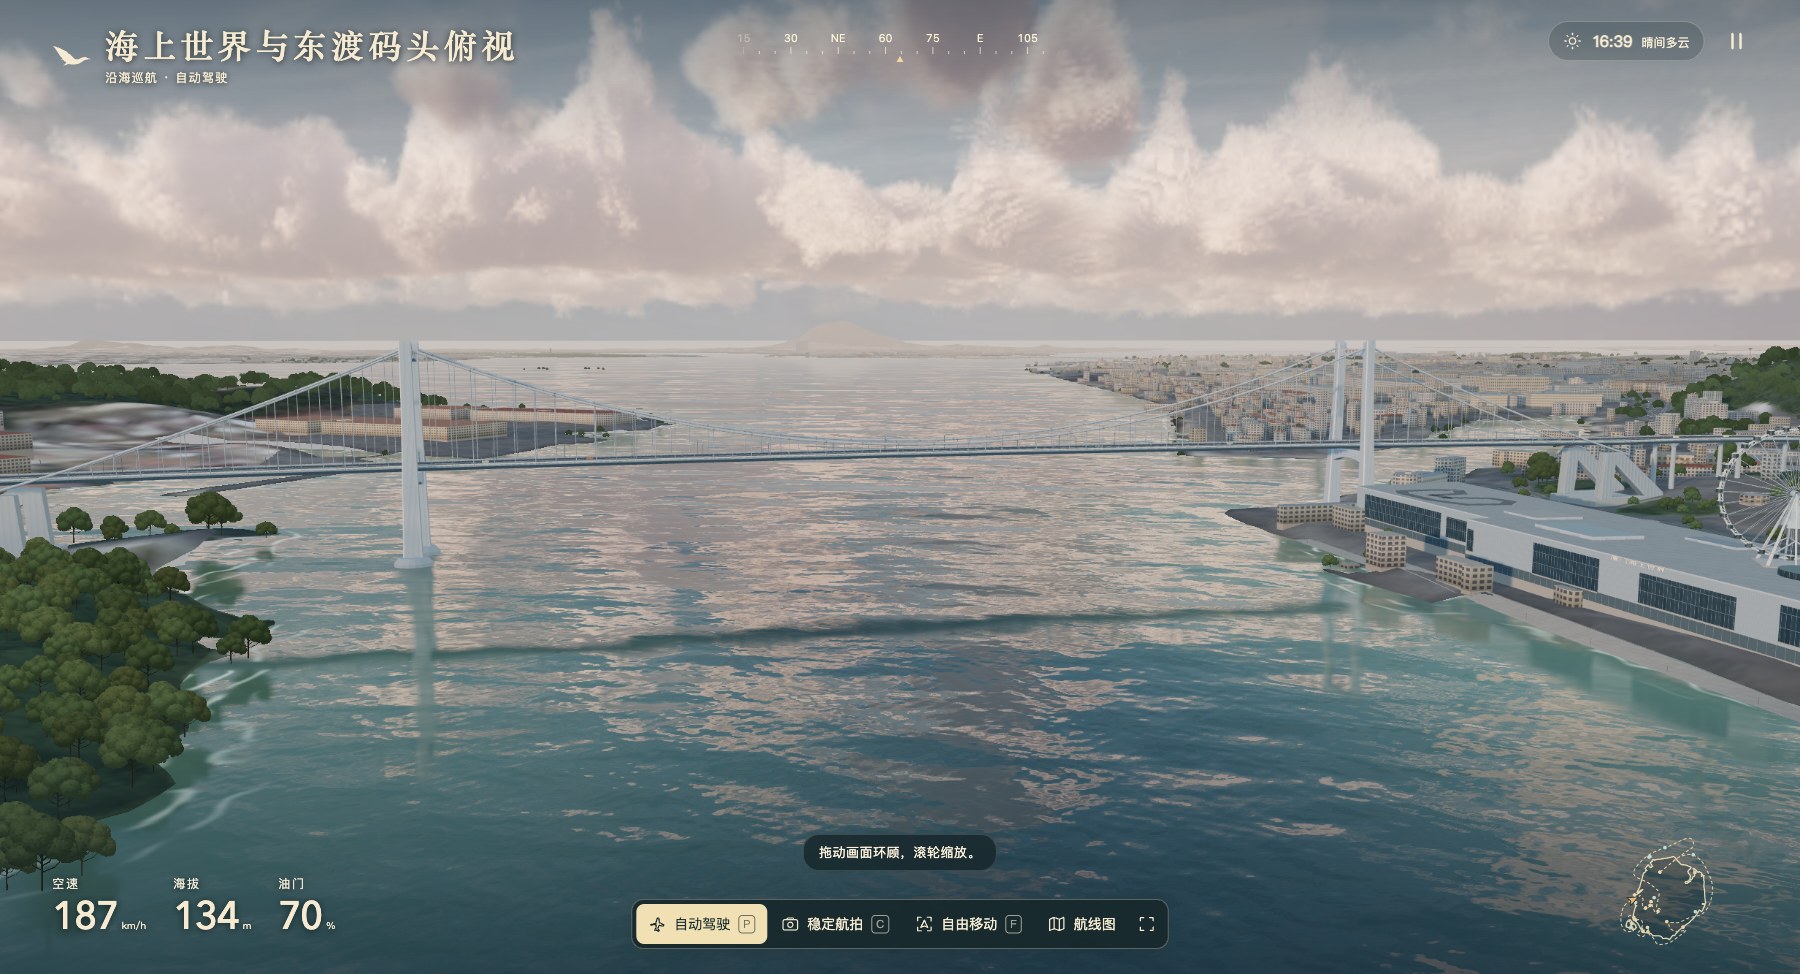 海上世界与东渡码头俯视
沿海巡航 · 自动驾驶
15 30 NE 60 75 E 105
16:39 晴间多云
拖动画面环顾，滚轮缩放。
空速 海拔 油门
187 km/h 134 m 70 %
自动驾驶 P 稳定航拍 C 自由移动 F 航线图